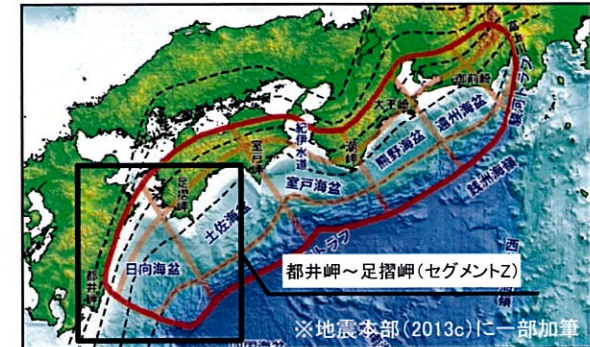 駿河トラフ
御前崎
大王崎
遠州海盆
紀伊水道
潮岬
熊野海盆
室戸岬
銭洲海嶺
室戸海盆
足摺岬
土佐海盆
トラフ
都井岬~足摺岬(セグメントZ)
日向海盆
都井岬
※地震本部(2013c)に一部加筆